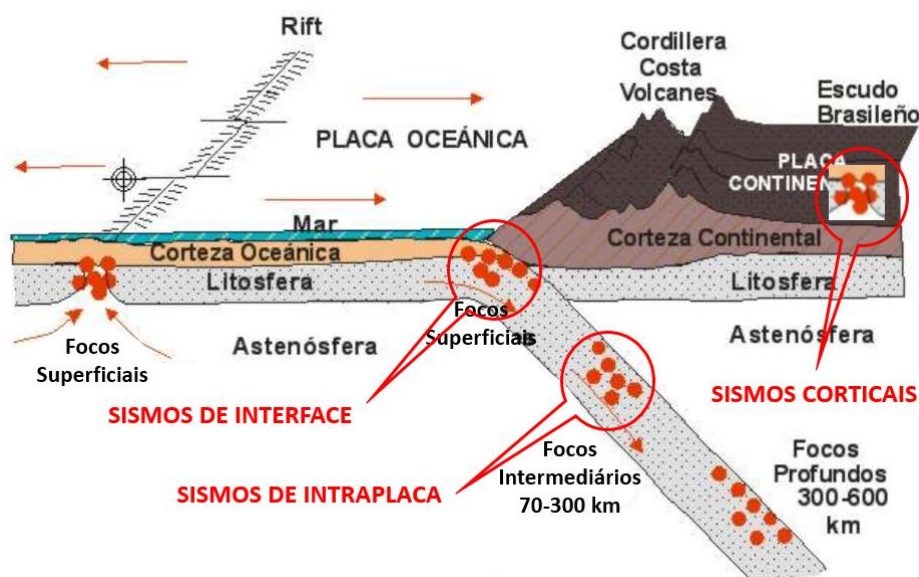 Rift
Cordillera
Costa
Volcanes
Escudo
Brasileño
PLACA OCEÁNICA
PLACA
CONTINEN
Mar
Corteza Oceánica
Corteza Continental
Litosfera
Litosfera
Focos
Superficiais
Focos
Superficiais
Astenósfera
Astenósfera
SISMOS DE INTERFACE
SISMOS CORTICAIS
SISMOS DE INTRAPLACA
Focos
Intermediários
70-300 km
Focos
Profundos
300-600
km